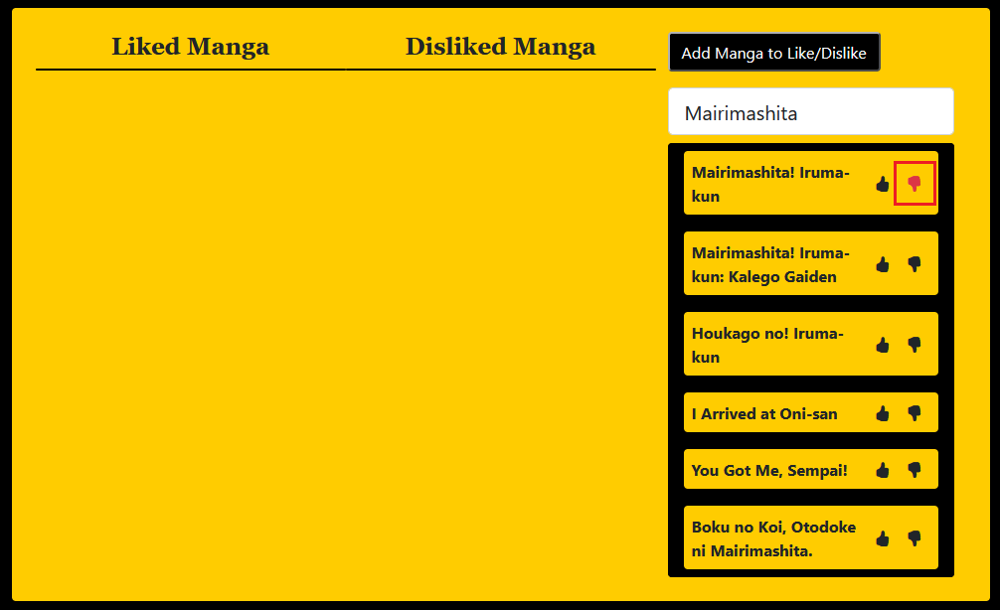 Liked Manga
Disliked Manga
Add Manga to Like/Dislike
Mairimashita
Mairimashita! Iruma-
kun
Mairimashita! Iruma-
kun: Kalego Gaiden
Houkago no! Iruma-
kun
I Arrived at Oni-san
You Got Me, Sempai!
Boku no Koi, Otodoke
ni Mairimashita.